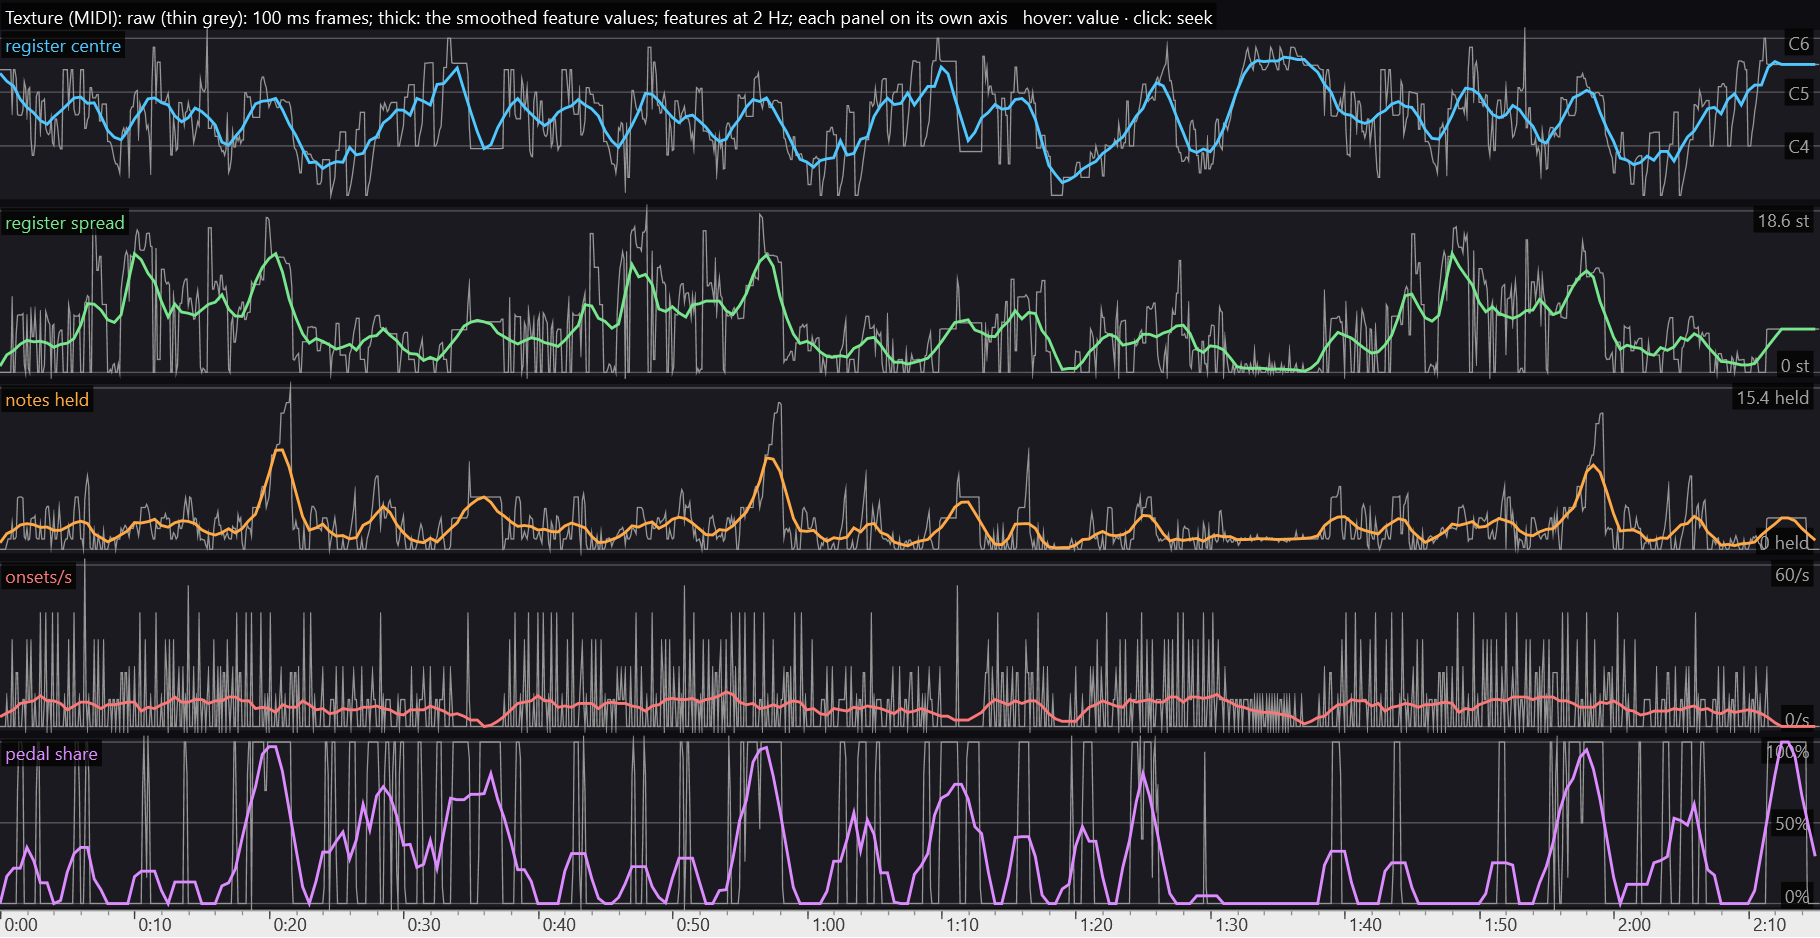 Texture (MIDI): raw (thin grey): 100 ms frames; thick: the smoothed feature values; features at 2 Hz; each panel on its own axis   hover: value · click: seek
register centre
C6
C5
C4
register spread
18.6 st
0 st
notes held
15.4 held
0 held
onsets/s
60/s
0/s
pedal share
100%
50%
0%
0:00 0:10 0:20 0:30 0:40 0:50 1:00 1:10 1:20 1:30 1:40 1:50 2:00 2:10